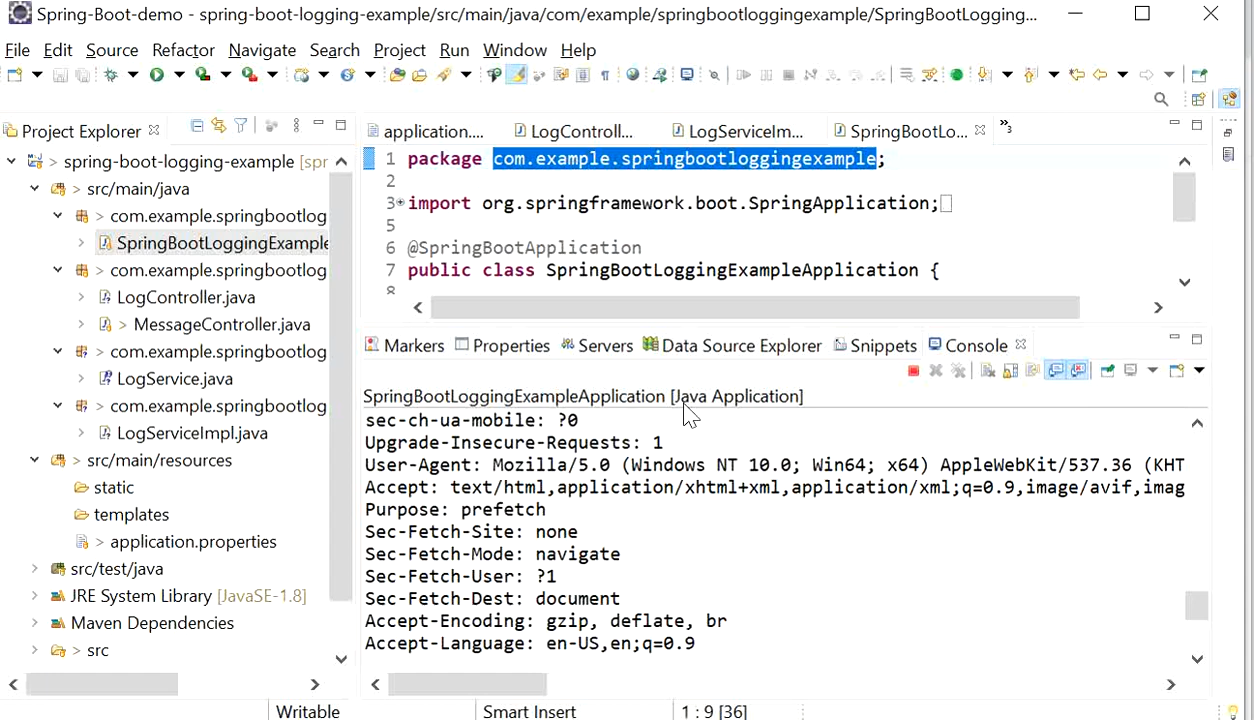 Spring-Boot-demo - spring-boot-logging-example/src/main/java/com/example/springbootloggingexample/SpringBootLogging...
File Edit Source Refactor Navigate Search Project Run Window Help
Project Explorer
spring-boot-logging-example [spr
> src/main/java
> com.example.springbootlog
SpringBootLoggingExample
> com.example.springbootlog
LogController.java
> MessageController.java
> com.example.springbootlog
LogService.java
> com.example.springbootlog
LogServiceImpl.java
> src/main/resources
static
templates
> application.properties
src/test/java
JRE System Library [JavaSE-1.8]
Maven Dependencies
> src
application.... LogControll... LogServiceIm... SpringBootLo... »3
1 package com.example.springbootloggingexample;
2
3 import org.springframework.boot.SpringApplication;
5
6 @SpringBootApplication
7 public class SpringBootLoggingExampleApplication {
8
Markers Properties Servers Data Source Explorer Snippets Console
SpringBootLoggingExampleApplication [Java Application]
sec-ch-ua-mobile: ?0
Upgrade-Insecure-Requests: 1
User-Agent: Mozilla/5.0 (Windows NT 10.0; Win64; x64) AppleWebKit/537.36 (KHT
Accept: text/html,application/xhtml+xml,application/xml;q=0.9,image/avif,imag
Purpose: prefetch
Sec-Fetch-Site: none
Sec-Fetch-Mode: navigate
Sec-Fetch-User: ?1
Sec-Fetch-Dest: document
Accept-Encoding: gzip, deflate, br
Accept-Language: en-US,en;q=0.9
Writable Smart Insert 1 : 9 [36]